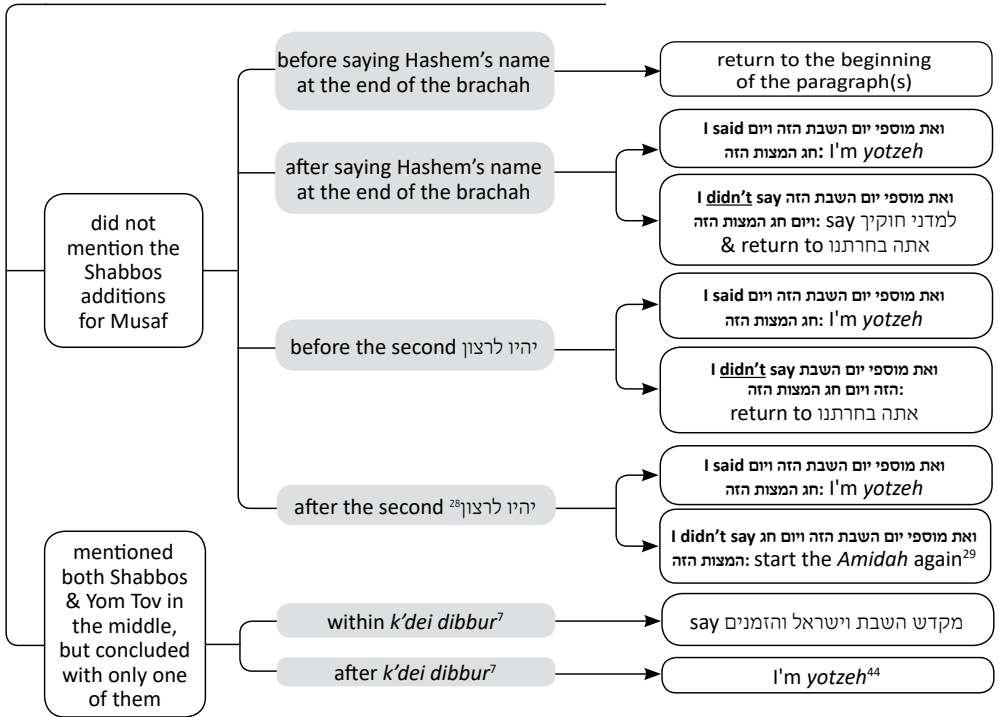 before saying Hashem's name
at the end of the brachah
return to the beginning
of the paragraph(s)
did not
mention the
Shabbos
additions
for Musaf
after saying Hashem's name
at the end of the brachah
I said ואת מוספי יום השבת הזה ויום
חג המצות הזה: I'm yotzeh
I didn't say ואת מוספי יום השבת הזה
ויום חג המצות הזה: say למדני חוקיך
& return to אתה בחרתנו
before the second יהיו לרצון
I said ואת מוספי יום השבת הזה ויום
חג המצות הזה: I'm yotzeh
I didn't say ואת מוספי יום השבת
הזה ויום חג המצות הזה:
return to אתה בחרתנו
after the second יהיו לרצון28
I said ואת מוספי יום השבת הזה ויום
חג המצות הזה: I'm yotzeh
I didn't say ואת מוספי יום השבת הזה ויום חג
המצות הזה: start the Amidah again29
mentioned
both Shabbos
& Yom Tov in
the middle,
but concluded
with only one
of them
within k'dei dibbur7
say מקדש השבת וישראל והזמנים
after k'dei dibbur7
I'm yotzeh44